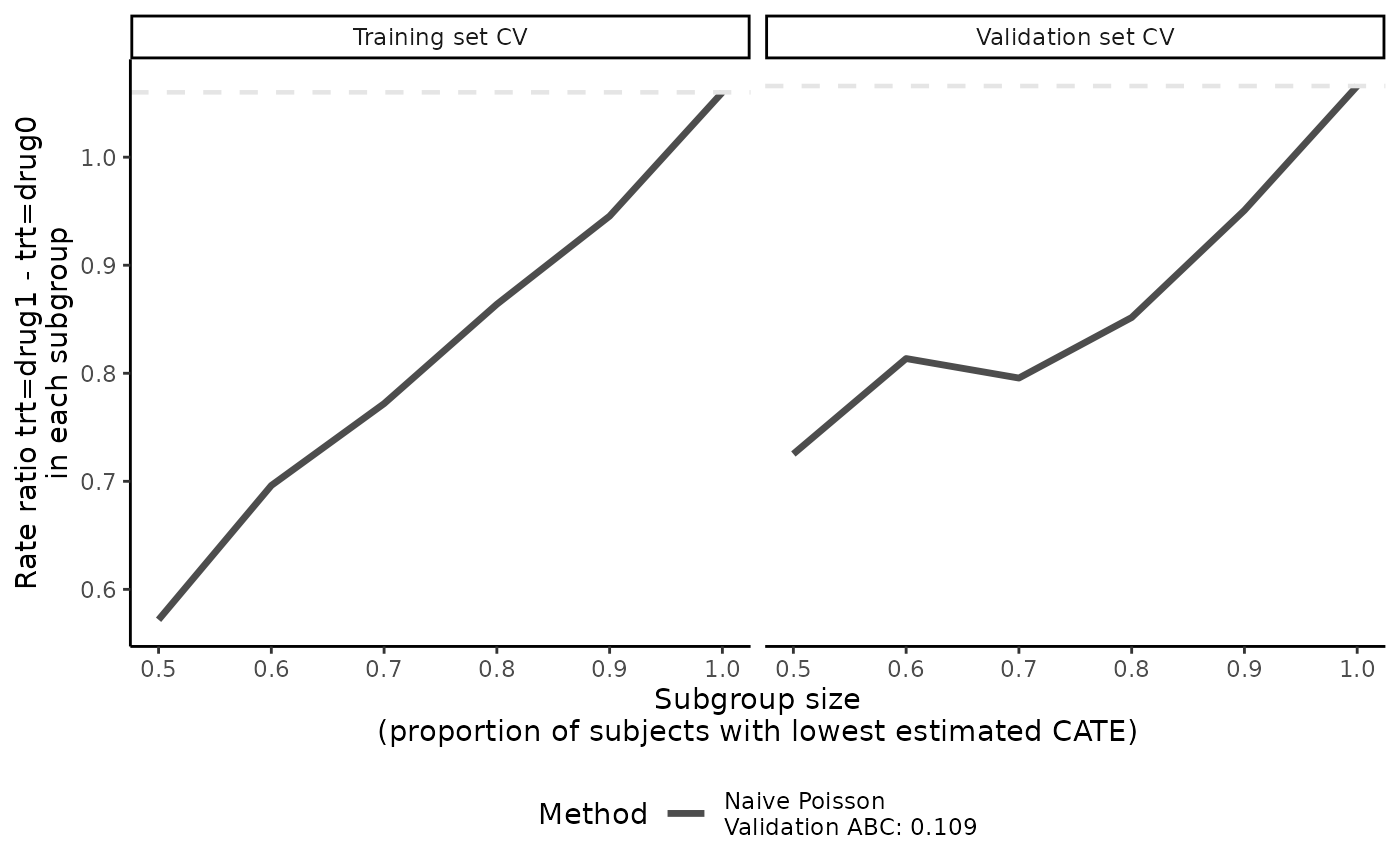 Training set CV
Validation set CV
Rate ratio trt=drug1 - trt=drug0
in each subgroup
1.0
0.9
0.8
0.7
0.6
0.5 0.6 0.7 0.8 0.9 1.0
0.5 0.6 0.7 0.8 0.9 1.0
Subgroup size
(proportion of subjects with lowest estimated CATE)
Method
Naive Poisson
Validation ABC: 0.109